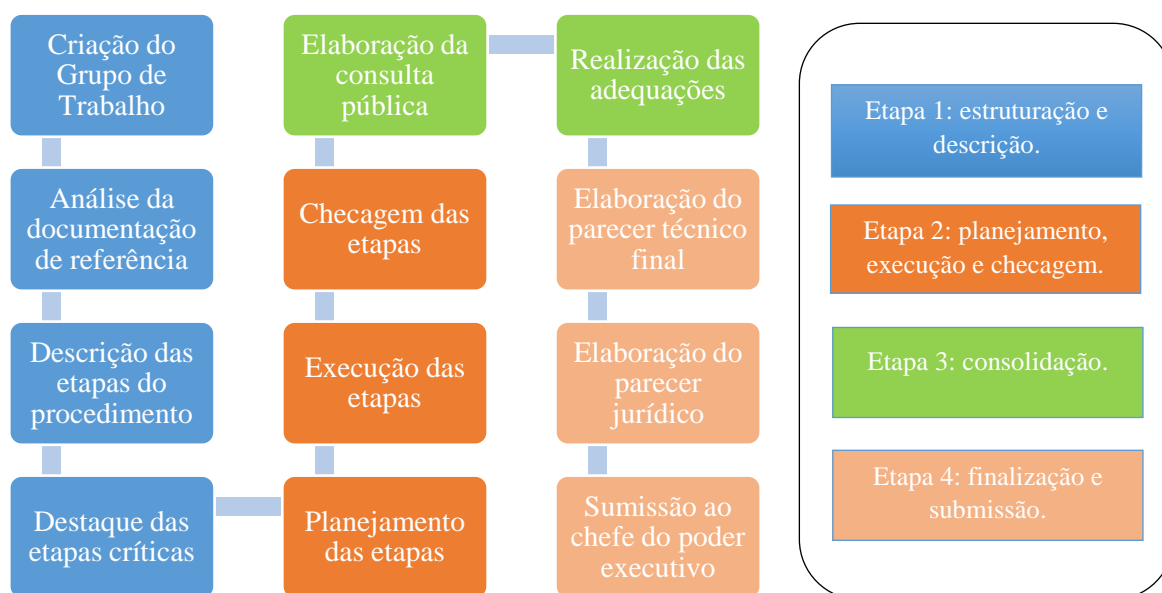 Criação do
Grupo de
Trabalho
Análise da
documentação
de referência
Descrição das
etapas do
procedimento
Destaque das
etapas críticas
Elaboração da
consulta
pública
Checagem das
etapas
Execução das
etapas
Planejamento
das etapas
Realização das
adequações
Elaboração do
parecer técnico
final
Elaboração do
parecer
jurídico
Sumissão ao
chefe do poder
executivo
Etapa 1: estruturação e
descrição.
Etapa 2: planejamento,
execução e checagem.
Etapa 3: consolidação.
Etapa 4: finalização e
submissão.